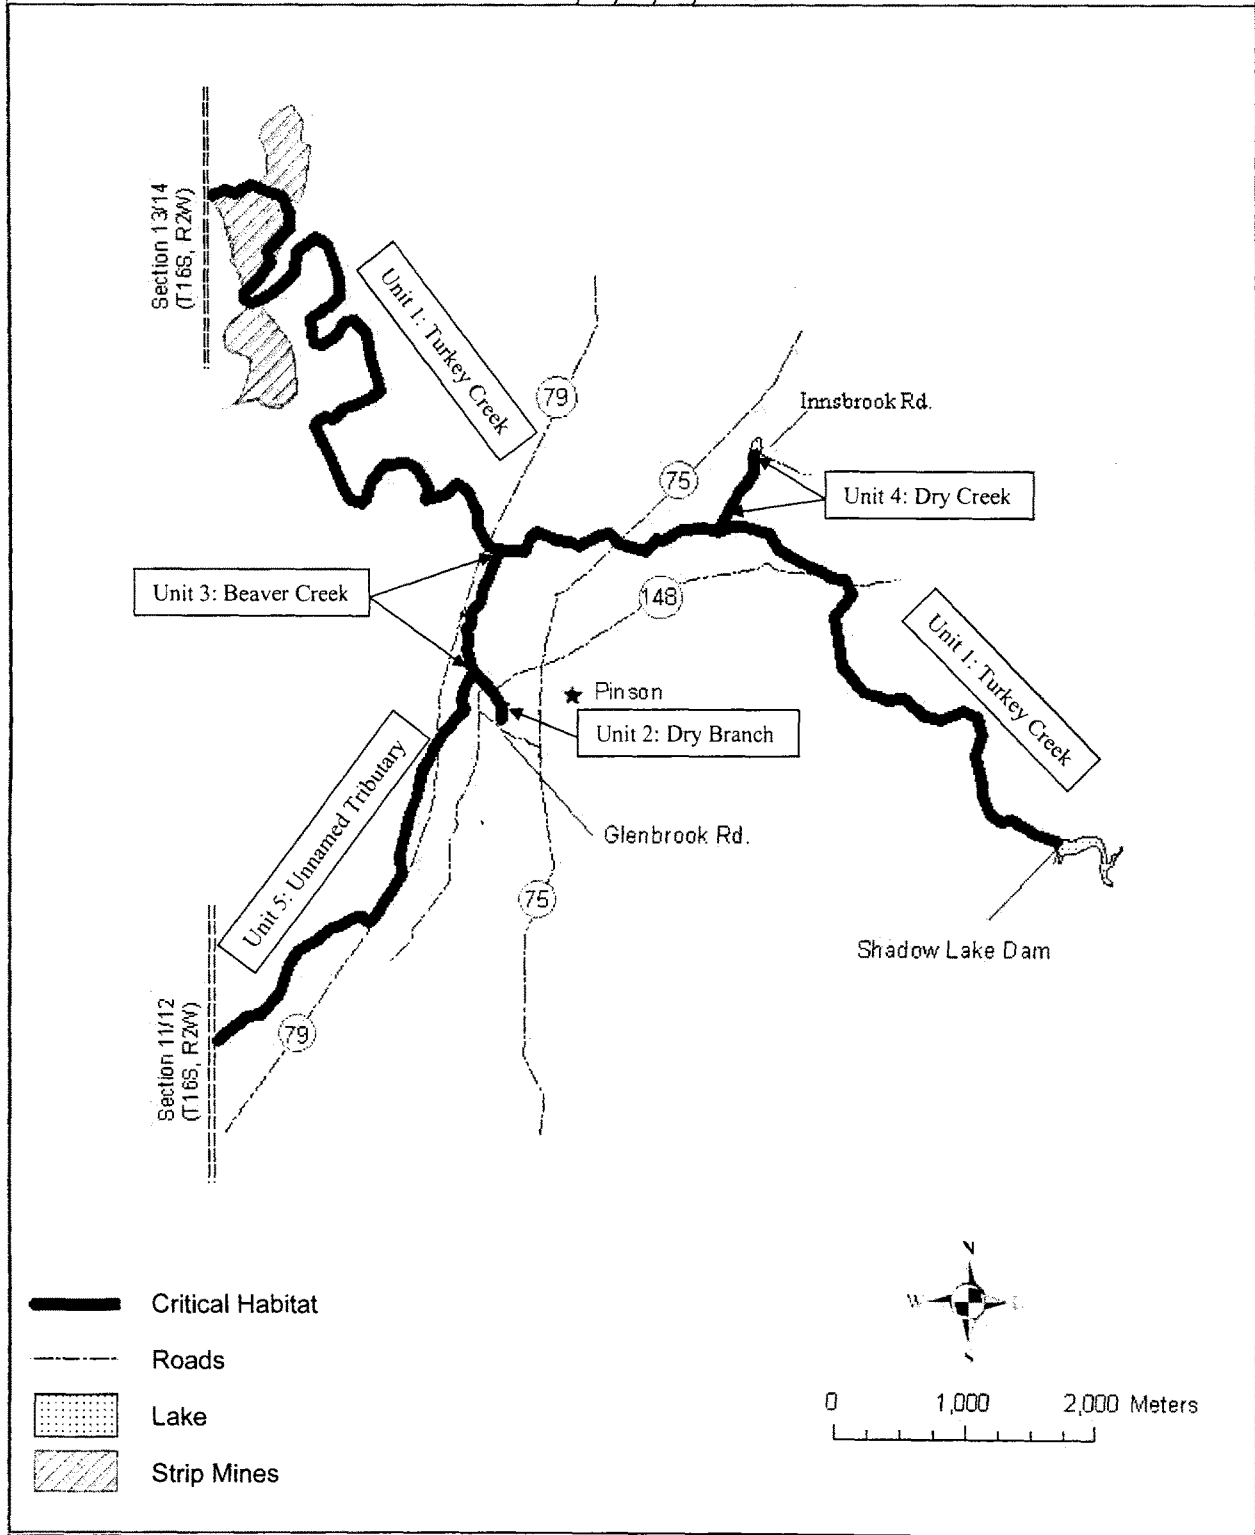 Section 13/14
(T16S, R2W)
Unit 1: Turkey Creek
79
Innsbrook Rd.
75
Unit 4: Dry Creek
Unit 3: Beaver Creek
148
Unit 1: Turkey Creek
Pinson
Unit 2: Dry Branch
Unit 5: Unnamed Tributary
Glenbrook Rd.
75
Shadow Lake Dam
Section 11/12
(T16S, R2W)
79
N
W
S
Critical Habitat
Roads
Lake
Strip Mines
0 1,000 2,000 Meters